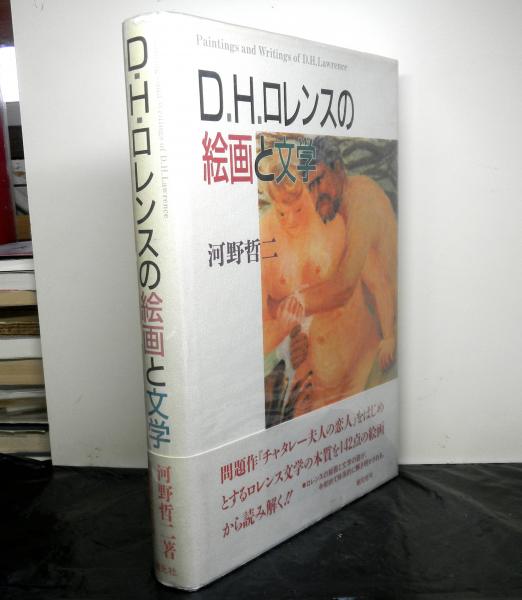 Paintings and Writings of D.H.Lawrence
D.H.ロレンスの
絵画と文学
河野哲二
問題作『チャタレー夫人の恋人』をはじめ
とするロレンス文学の本質を142点の絵画
から読み解く!!
D.H.ロレンスの絵画と文学
河野哲二著